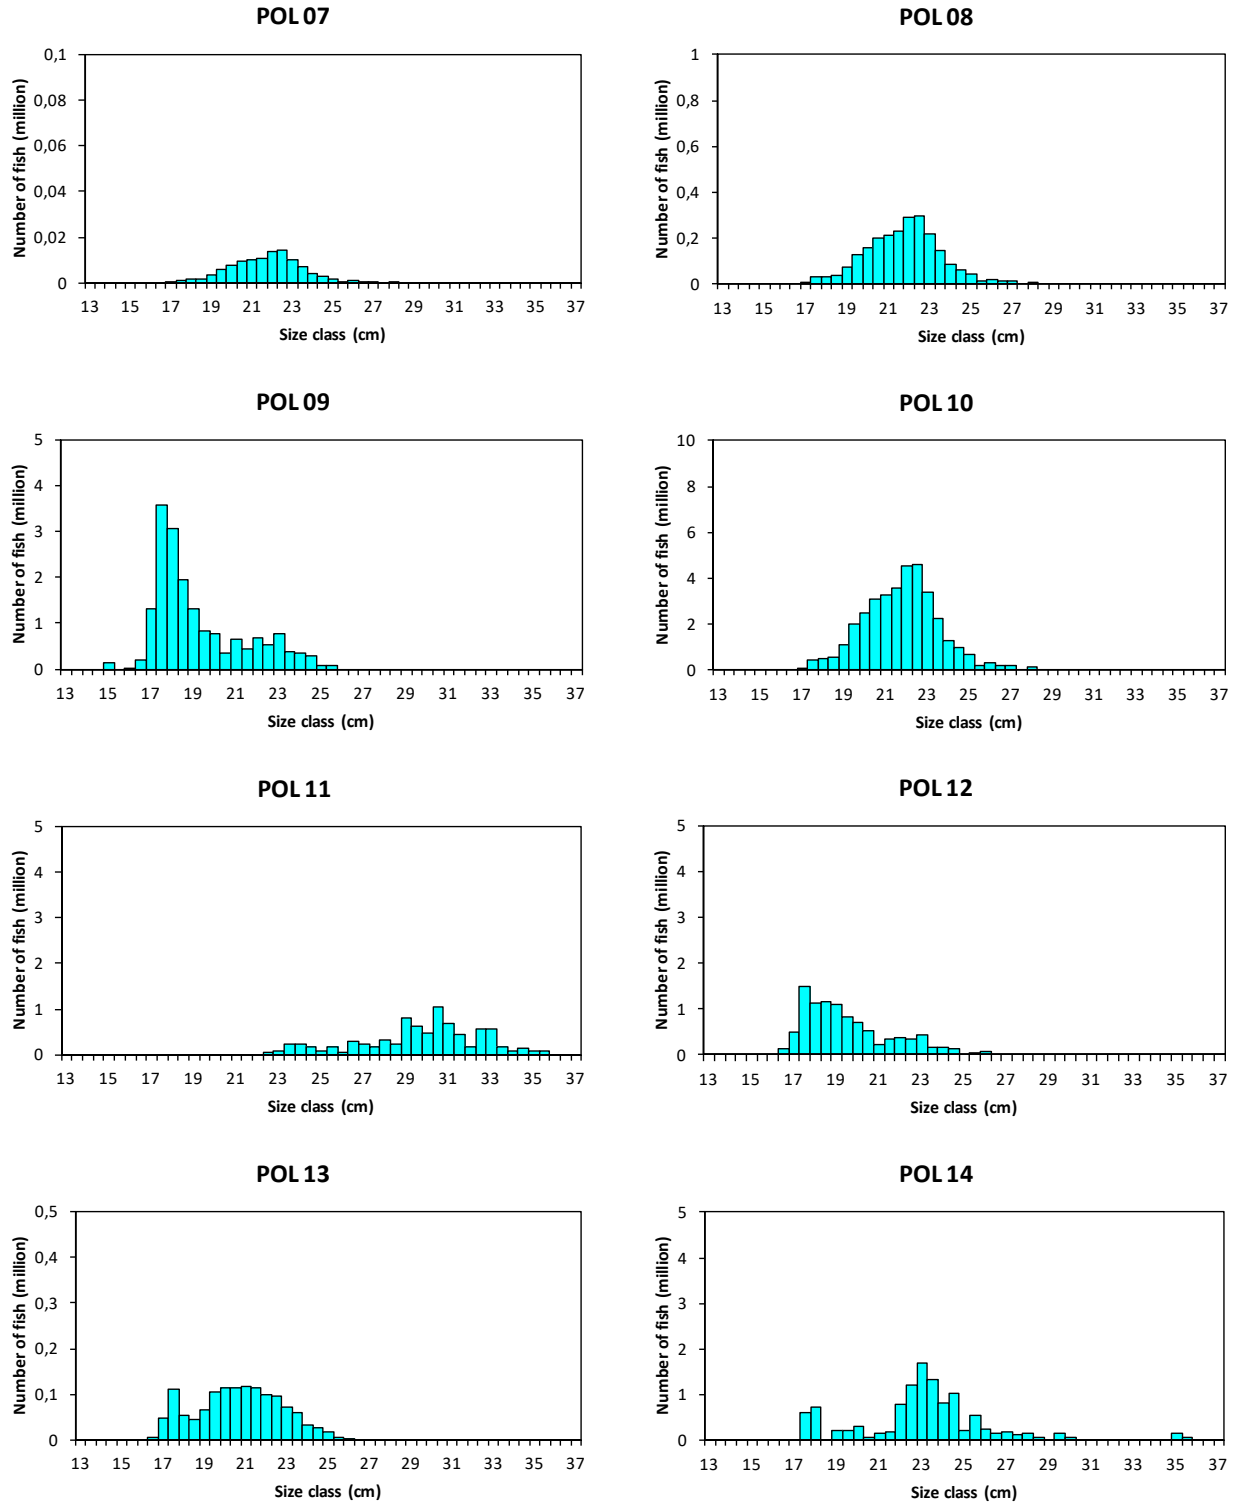 POL 07
Number of fish (million)
0,1
0,08
0,06
0,04
0,02
0
13 15 17 19 21 23 25 27 29 31 33 35 37
Size class (cm)
POL 08
Number of fish (million)
1
0,8
0,6
0,4
0,2
0
13 15 17 19 21 23 25 27 29 31 33 35 37
Size class (cm)
POL 09
Number of fish (million)
5
4
3
2
1
0
13 15 17 19 21 23 25 27 29 31 33 35 37
Size class (cm)
POL 10
Number of fish (million)
10
8
6
4
2
0
13 15 17 19 21 23 25 27 29 31 33 35 37
Size class (cm)
POL 11
Number of fish (million)
5
4
3
2
1
0
13 15 17 19 21 23 25 27 29 31 33 35 37
Size class (cm)
POL 12
Number of fish (million)
5
4
3
2
1
0
13 15 17 19 21 23 25 27 29 31 33 35 37
Size class (cm)
POL 13
Number of fish (million)
0,5
0,4
0,3
0,2
0,1
0
13 15 17 19 21 23 25 27 29 31 33 35 37
Size class (cm)
POL 14
Number of fish (million)
5
4
3
2
1
0
13 15 17 19 21 23 25 27 29 31 33 35 37
Size class (cm)